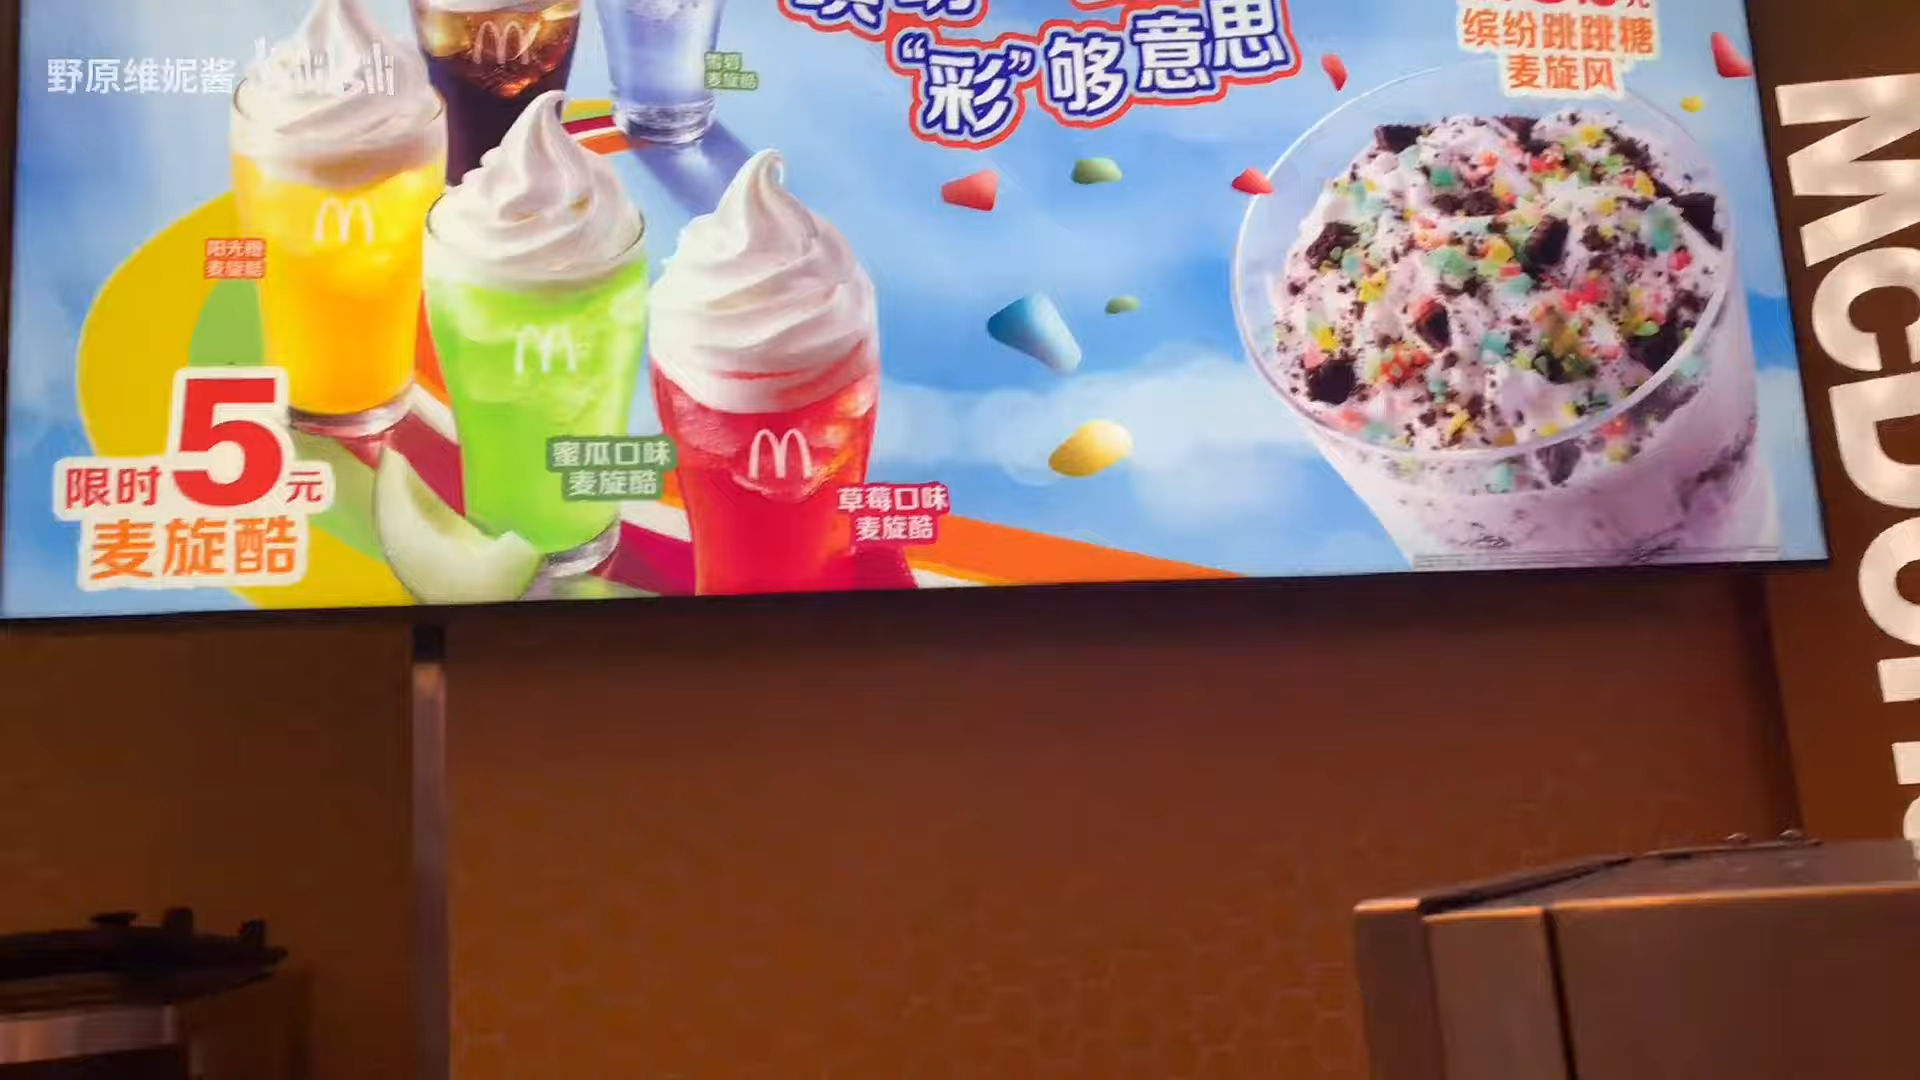 野原维妮酱 bilibili
“彩”够意思
缤纷跳跳糖
麦旋风
雪碧
麦旋酷
阳光橙
麦旋酷
限时5元
麦旋酷
蜜瓜口味
麦旋酷
草莓口味
麦旋酷
McDona